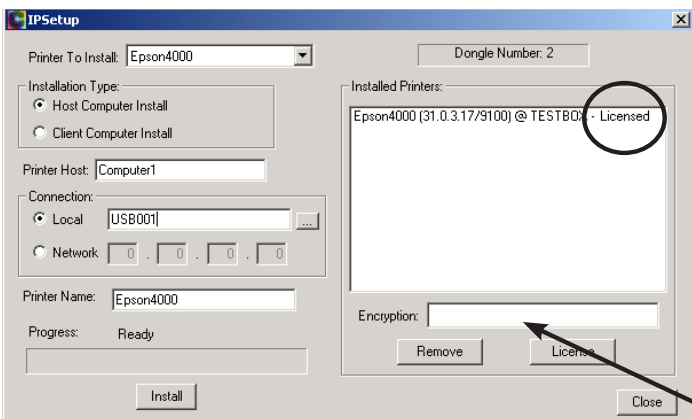 IPSetup
Printer To Install: Epson4000
Dongle Number: 2
Installation Type:
Host Computer Install
Client Computer Install
Printer Host: Computer1
Connection:
Local USB001 ...
Network 0 . 0 . 0 . 0
Printer Name: Epson4000
Progress: Ready
Install
Installed Printers:
Epson4000 (31.0.3.17/9100) @ TESTBOX - Licensed
Encryption:
Remove License
Close